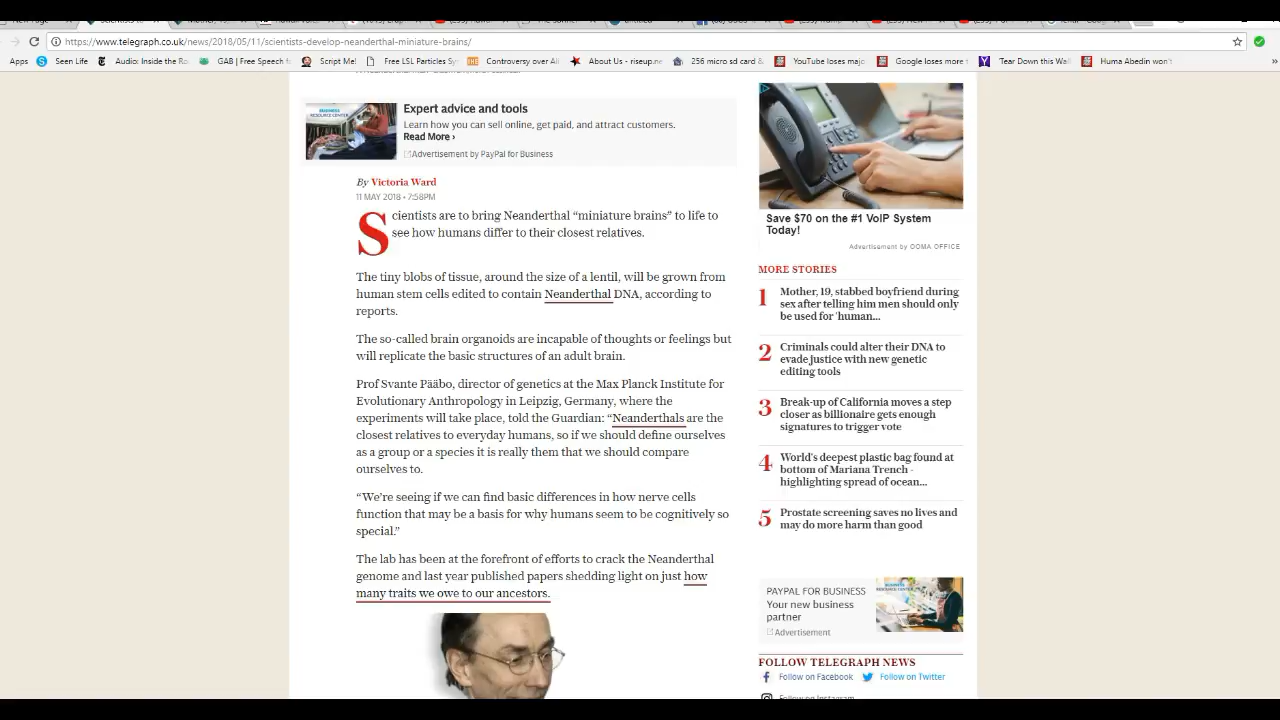 https://www.telegraph.co.uk/news/2018/05/11/scientists-develop-neanderthal-miniature-brains/
Apps Seen Life Audio: Inside the Ro GAB | Free Speech f Script Mel Free LSL Particles Sy Controversy over Ali About Us - riseup.ne 256 micro sd card & YouTube loses majo Google loses more t Tear Down this Wal Huma Abedin won't »
Expert advice and tools
Learn how you can sell online, get paid, and attract customers.
Read More ›
Advertisement by PayPal for Business
By Victoria Ward
11 MAY 2018 • 7:58PM
Scientists are to bring Neanderthal “miniature brains” to life to
see how humans differ to their closest relatives.
The tiny blobs of tissue, around the size of a lentil, will be grown from
human stem cells edited to contain Neanderthal DNA, according to
reports.
The so-called brain organoids are incapable of thoughts or feelings but
will replicate the basic structures of an adult brain.
Prof Svante Pääbo, director of genetics at the Max Planck Institute for
Evolutionary Anthropology in Leipzig, Germany, where the
experiments will take place, told the Guardian: “Neanderthals are the
closest relatives to everyday humans, so if we should define ourselves
as a group or a species it is really them that we should compare
ourselves to.
“We're seeing if we can find basic differences in how nerve cells
function that may be a basis for why humans seem to be cognitively so
special.”
The lab has been at the forefront of efforts to crack the Neanderthal
genome and last year published papers shedding light on just how
many traits we owe to our ancestors.
Save $70 on the #1 VoIP System
Today!
Advertisement by OOMA OFFICE
MORE STORIES
1 Mother, 19, stabbed boyfriend during
sex after telling him men should only
be used for 'human...
2 Criminals could alter their DNA to
evade justice with new genetic
editing tools
3 Break-up of California moves a step
closer as billionaire gets enough
signatures to trigger vote
4 World's deepest plastic bag found at
bottom of Mariana Trench -
highlighting spread of ocean...
5 Prostate screening saves no lives and
may do more harm than good
PAYPAL FOR BUSINESS
Your new business
partner
Advertisement
FOLLOW TELEGRAPH NEWS
Follow on Facebook Follow on Twitter
Follow on Instagram